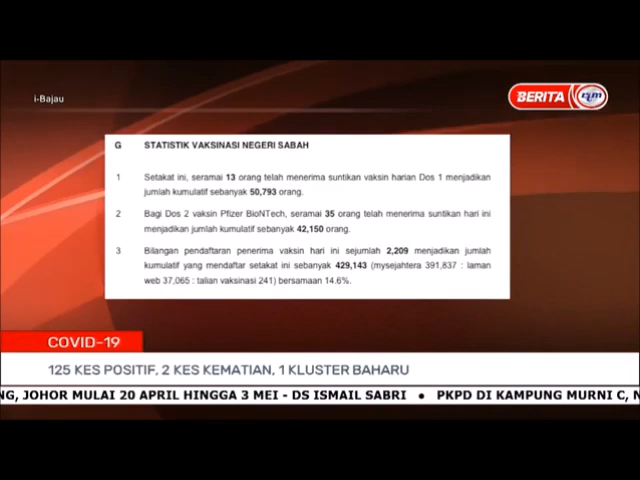 i-Bajau
BERITA rtm
G STATISTIK VAKSINASI NEGERI SABAH
1 Setakat ini, seramai 13 orang telah menerima suntikan vaksin harian Dos 1 menjadikan
jumlah kumulatif sebanyak 50,793 orang.
2 Bagi Dos 2 vaksin Pfizer BioNTech, seramai 35 orang telah menerima suntikan hari ini
menjadikan jumlah kumulatif sebanyak 42,150 orang.
3 Bilangan pendaftaran penerima vaksin hari ini sejumlah 2,209 menjadikan jumlah
kumulatif yang mendaftar setakat ini sebanyak 429,143 (mysejahtera 391,837 : laman
web 37,065 : talian vaksinasi 241) bersamaan 14.6%.
COVID-19
125 KES POSITIF, 2 KES KEMATIAN, 1 KLUSTER BAHARU
NG, JOHOR MULAI 20 APRIL HINGGA 3 MEI - DS ISMAIL SABRI • PKPD DI KAMPUNG MURNI C, N